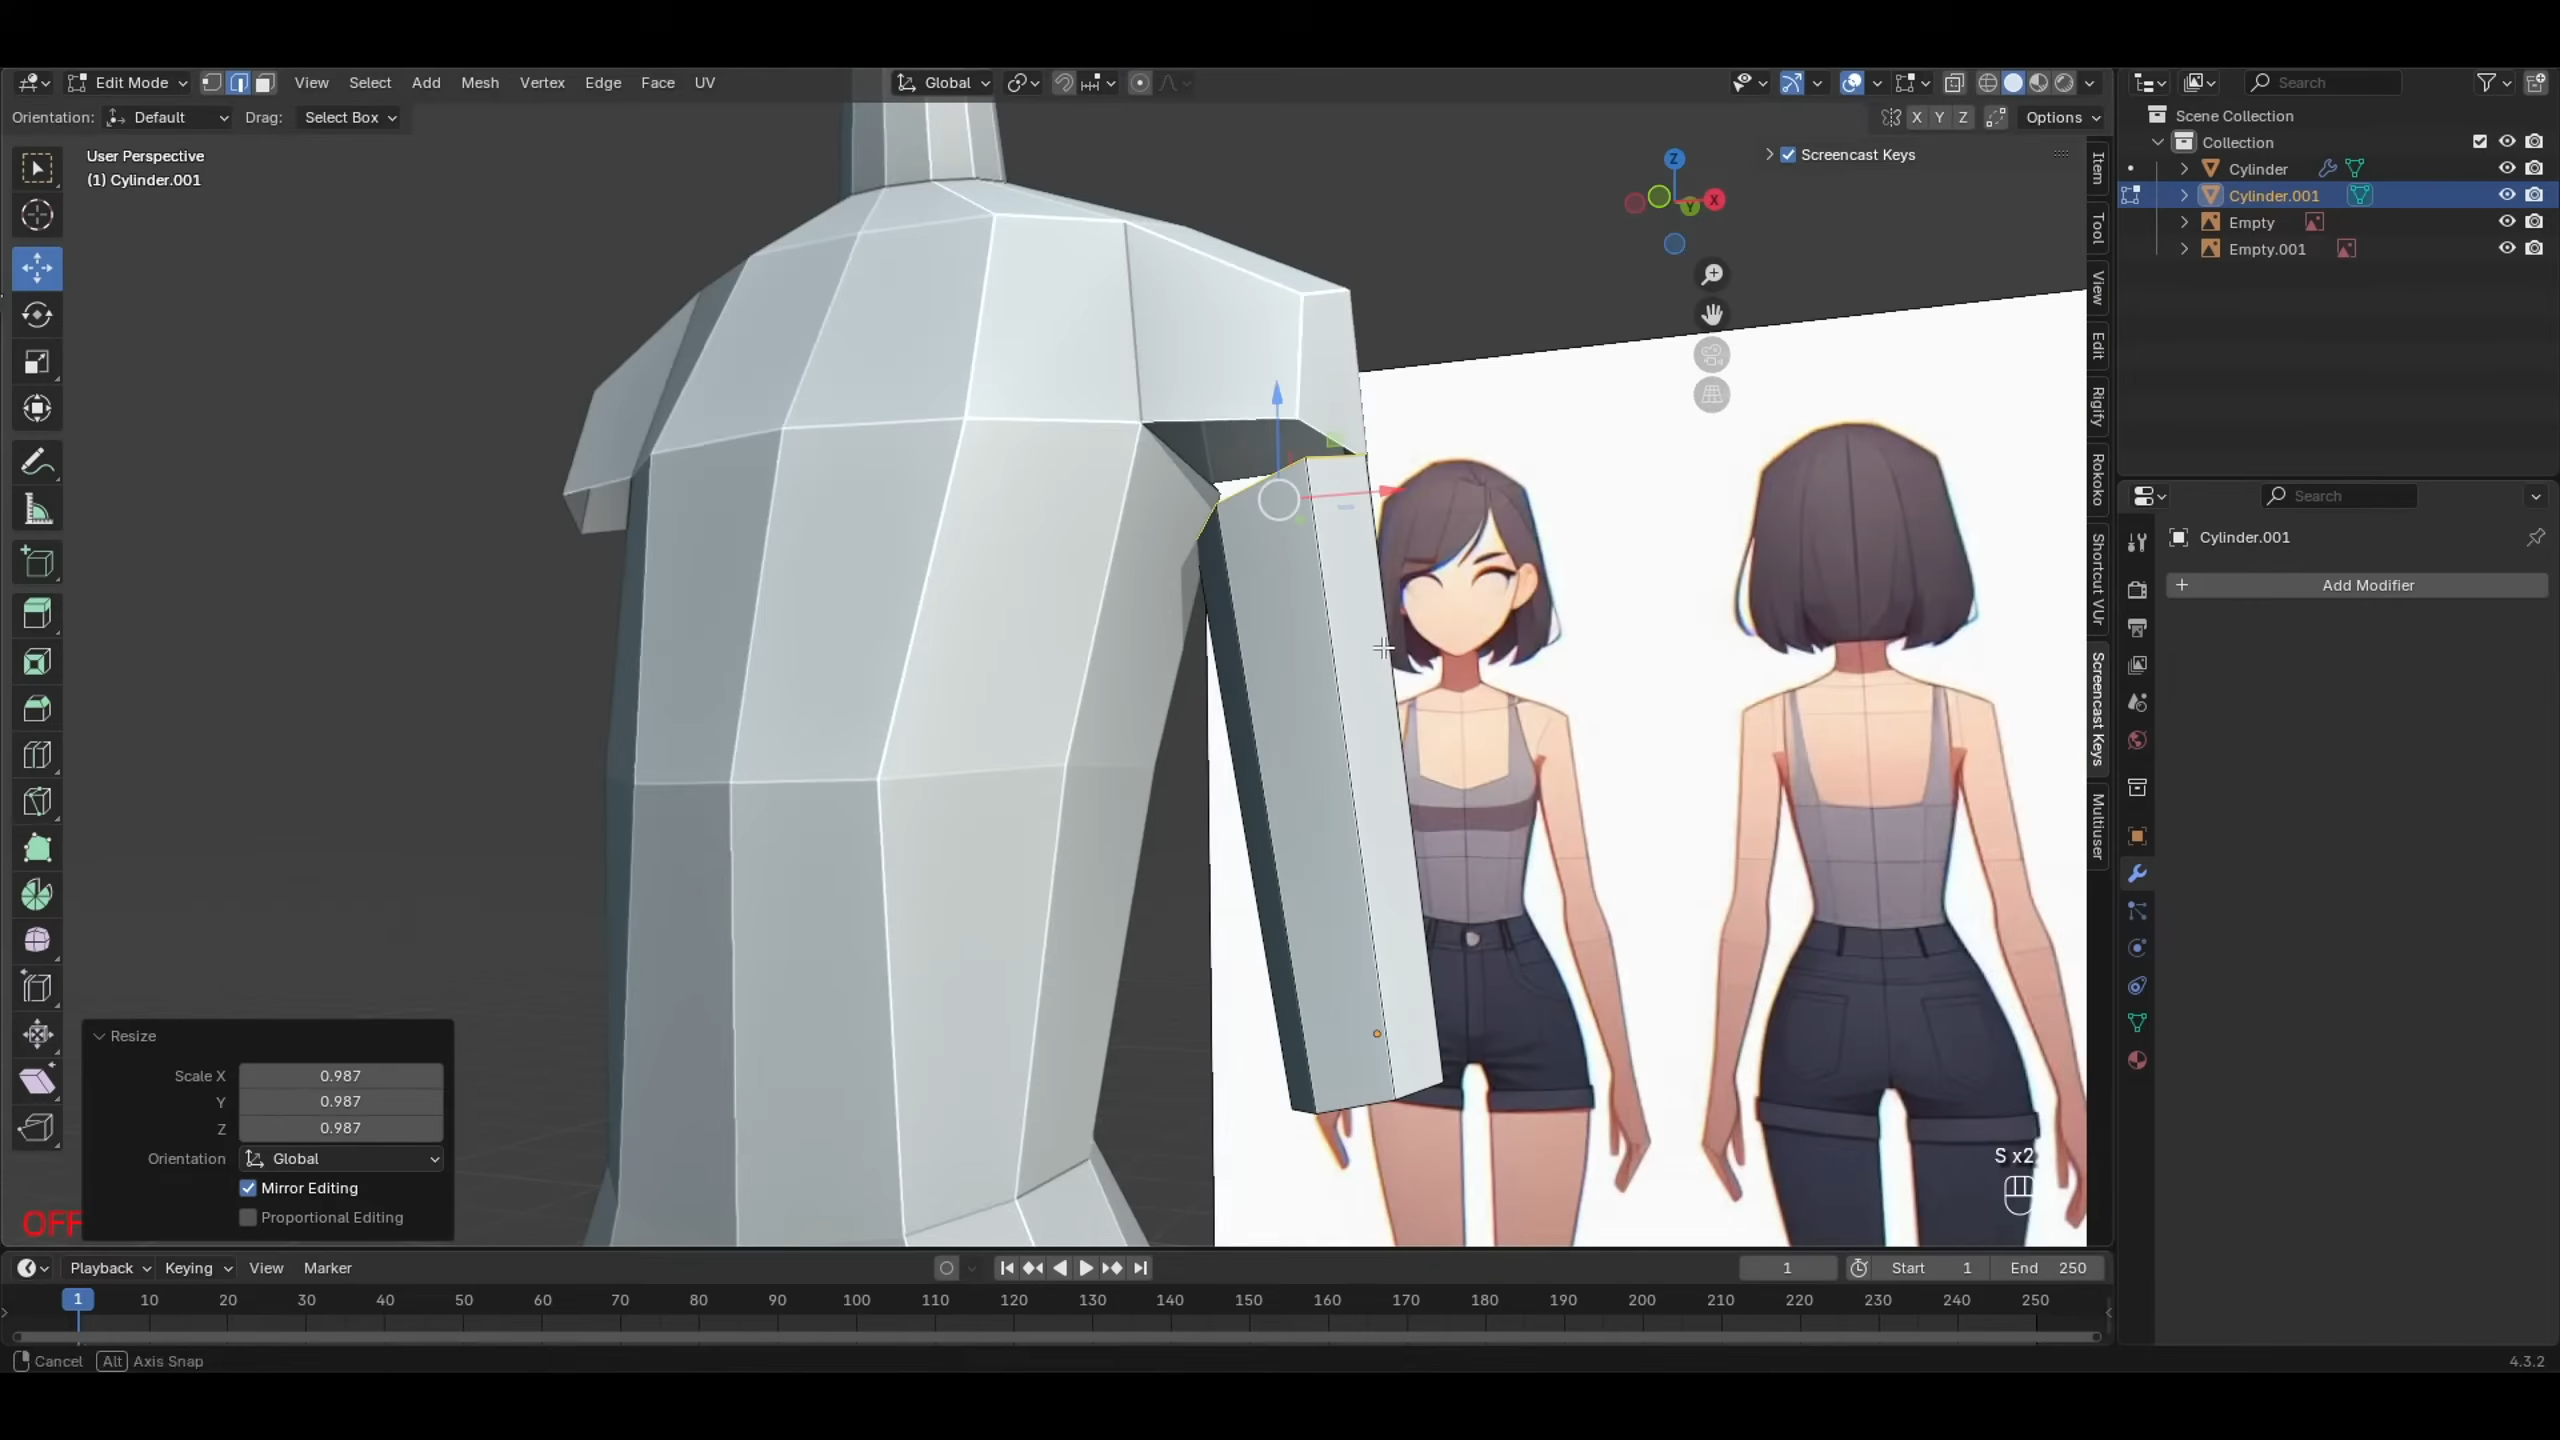 Edit Mode View Select Add Mesh Vertex Edge Face UV Global
Orientation: Default Drag: Select Box X Y Z Options
User Perspective
(1) Cylinder.001
Screencast Keys
Z
X
Y
Item
Tool
View
Edit
Rigify
Rokoko
Shortcut VUr
Screencast Keys
Multiuser
Search
Scene Collection
Collection
Cylinder
Cylinder.001
Empty
Empty.001
Search
Cylinder.001
Add Modifier
Resize
Scale X 0.987
Y 0.987
Z 0.987
Orientation Global
Mirror Editing
Proportional Editing
OFF
S x2
Playback Keying View Marker 1 Start 1 End 250
1 10 20 30 40 50 60 70 80 90 100 110 120 130 140 150 160 170 180 190 200 210 220 230 240 250
Cancel Alt Axis Snap 4.3.2